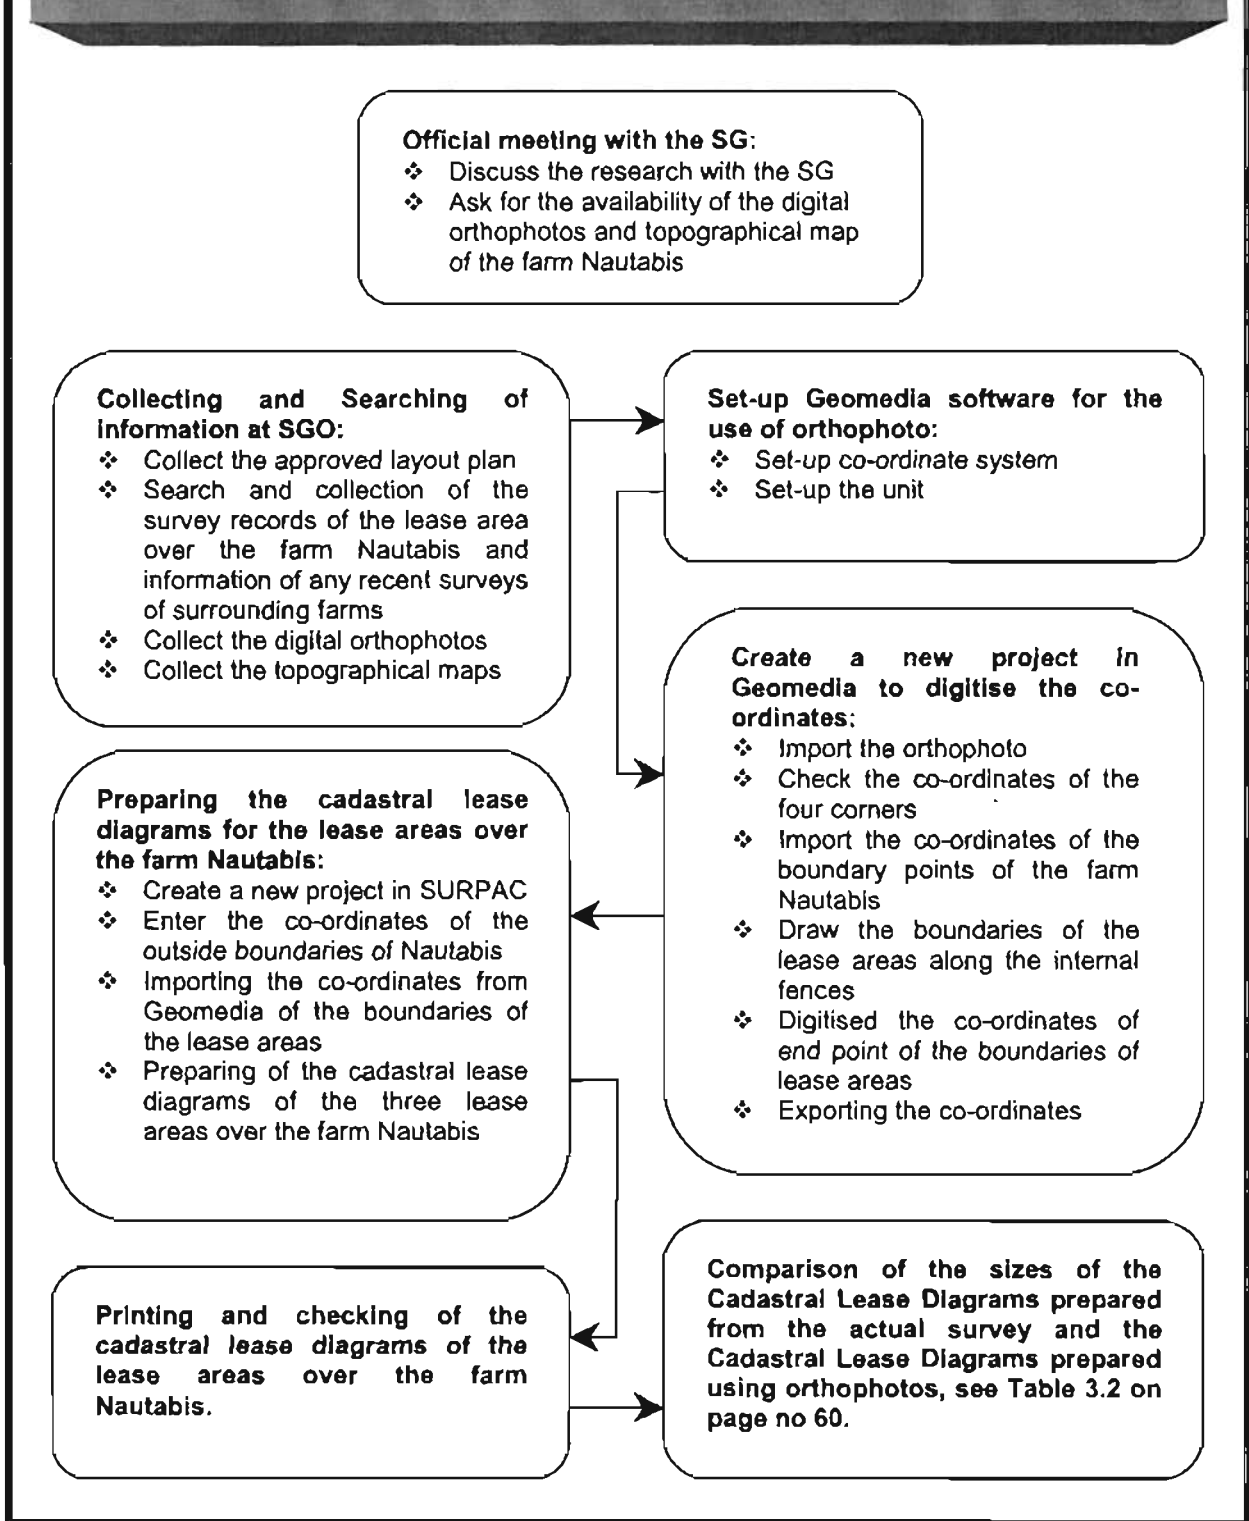 Official meeting with the SG:
❖ Discuss the research with the SG
❖ Ask for the availability of the digital
orthophotos and topographical map
of the farm Nautabis
Collecting and Searching of
information at SGO:
❖ Collect the approved layout plan
❖ Search and collection of the
survey records of the lease area
over the farm Nautabis and
information of any recent surveys
of surrounding farms
❖ Collect the digital orthophotos
❖ Collect the topographical maps
Set-up Geomedia software for the
use of orthophoto:
❖ Set-up co-ordinate system
❖ Set-up the unit
Create a new project in
Geomedia to digitise the co-
ordinates:
❖ Import the orthophoto
❖ Check the co-ordinates of the
four corners
❖ Import the co-ordinates of the
boundary points of the farm
Nautabis
❖ Draw the boundaries of the
lease areas along the internal
fences
❖ Digitised the co-ordinates of
end point of the boundaries of
lease areas
❖ Exporting the co-ordinates
Preparing the cadastral lease
diagrams for the lease areas over
the farm Nautabis:
❖ Create a new project in SURPAC
❖ Enter the co-ordinates of the
outside boundaries of Nautabis
❖ Importing the co-ordinates from
Geomedia of the boundaries of
the lease areas
❖ Preparing of the cadastral lease
diagrams of the three lease
areas over the farm Nautabis
Printing and checking of the
cadastral lease diagrams of the
lease areas over the farm
Nautabis.
Comparison of the sizes of the
Cadastral Lease Diagrams prepared
from the actual survey and the
Cadastral Lease Diagrams prepared
using orthophotos, see Table 3.2 on
page no 60.